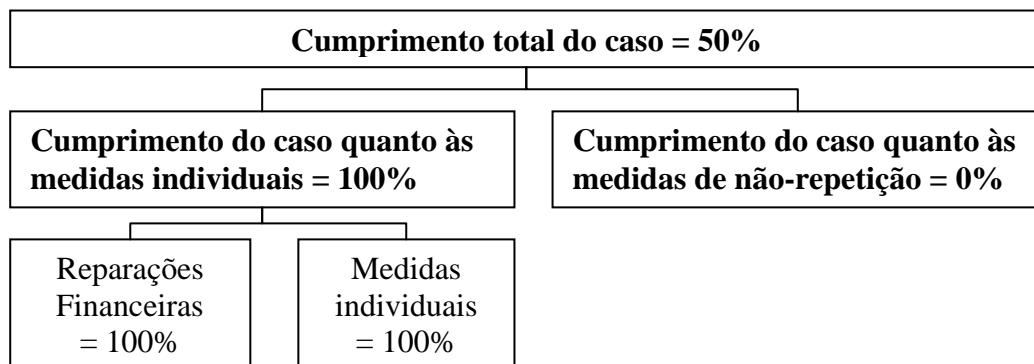 Cumprimento total do caso = 50%
Cumprimento do caso quanto às
medidas individuais = 100%
Cumprimento do caso quanto às
medidas de não-repetição = 0%
Reparações
Financeiras
= 100%
Medidas
individuais
= 100%